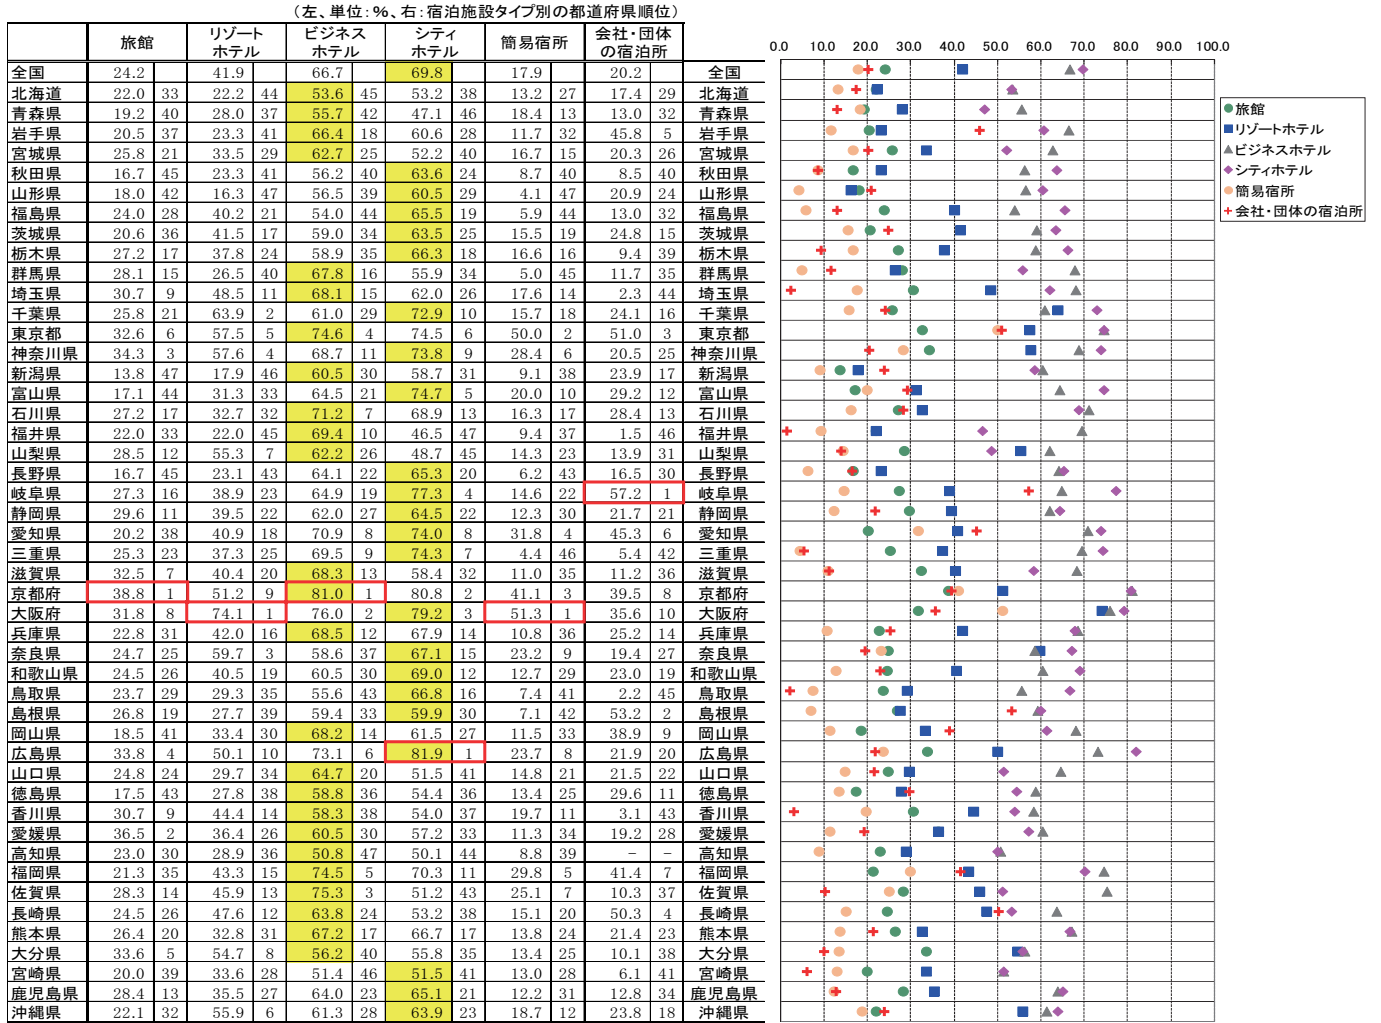 （左、単位：%、右：宿泊施設タイプ別の都道府県順位）
旅館 リゾートホテル ビジネスホテル シティホテル 簡易宿所 会社・団体の宿泊所
0.0 10.0 20.0 30.0 40.0 50.0 60.0 70.0 80.0 90.0 100.0
全国 24.2 41.9 66.7 69.8 17.9 20.2 全国
北海道 22.0 33 22.2 44 53.6 45 53.2 38 13.2 27 17.4 29 北海道
青森県 19.2 40 28.0 37 55.7 42 47.1 46 18.4 13 13.0 32 青森県
岩手県 20.5 37 23.3 41 66.4 18 60.6 28 11.7 32 45.8 5 岩手県
宮城県 25.8 21 33.5 29 62.7 25 52.2 40 16.7 15 20.3 26 宮城県
秋田県 16.7 45 23.3 41 56.2 40 63.6 24 8.7 40 8.5 40 秋田県
山形県 18.0 42 16.3 47 56.5 39 60.5 29 4.1 47 20.9 24 山形県
福島県 24.0 28 40.2 21 54.0 44 65.5 19 5.9 44 13.0 32 福島県
茨城県 20.6 36 41.5 17 59.0 34 63.5 25 15.5 19 24.8 15 茨城県
栃木県 27.2 17 37.8 24 58.9 35 66.3 18 16.6 16 9.4 39 栃木県
群馬県 28.1 15 26.5 40 67.8 16 55.9 34 5.0 45 11.7 35 群馬県
埼玉県 30.7 9 48.5 11 68.1 15 62.0 26 17.6 14 2.3 44 埼玉県
千葉県 25.8 21 63.9 2 61.0 29 72.9 10 15.7 18 24.1 16 千葉県
東京都 32.6 6 57.5 5 74.6 4 74.5 6 50.0 2 51.0 3 東京都
神奈川県 34.3 3 57.6 4 68.7 11 73.8 9 28.4 6 20.5 25 神奈川県
新潟県 13.8 47 17.9 46 60.5 30 58.7 31 9.1 38 23.9 17 新潟県
富山県 17.1 44 31.3 33 64.5 21 74.7 5 20.0 10 29.2 12 富山県
石川県 27.2 17 32.7 32 71.2 7 68.9 13 16.3 17 28.4 13 石川県
福井県 22.0 33 22.0 45 69.4 10 46.5 47 9.4 37 1.5 46 福井県
山梨県 28.5 12 55.3 7 62.2 26 48.7 45 14.3 23 13.9 31 山梨県
長野県 16.7 45 23.1 43 64.1 22 65.3 20 6.2 43 16.5 30 長野県
岐阜県 27.3 16 38.9 23 64.9 19 77.3 4 14.6 22 57.2 1 岐阜県
静岡県 29.6 11 39.5 22 62.0 27 64.5 22 12.3 30 21.7 21 静岡県
愛知県 20.2 38 40.9 18 70.9 8 74.0 8 31.8 4 45.3 6 愛知県
三重県 25.3 23 37.3 25 69.5 9 74.3 7 4.4 46 5.4 42 三重県
滋賀県 32.5 7 40.4 20 68.3 13 58.4 32 11.0 35 11.2 36 滋賀県
京都府 38.8 1 51.2 9 81.0 1 80.8 2 41.1 3 39.5 8 京都府
大阪府 31.8 8 74.1 1 76.0 2 79.2 3 51.3 1 35.6 10 大阪府
兵庫県 22.8 31 42.0 16 68.5 12 67.9 14 10.8 36 25.2 14 兵庫県
奈良県 24.7 25 59.7 3 58.6 37 67.1 15 23.2 9 19.4 27 奈良県
和歌山県 24.5 26 40.5 19 60.5 30 69.0 12 12.7 29 23.0 19 和歌山県
鳥取県 23.7 29 29.3 35 55.6 43 66.8 16 7.4 41 2.2 45 鳥取県
島根県 26.8 19 27.7 39 59.4 33 59.9 30 7.1 42 53.2 2 島根県
岡山県 18.5 41 33.4 30 68.2 14 61.5 27 11.5 33 38.9 9 岡山県
広島県 33.8 4 50.1 10 73.1 6 81.9 1 23.7 8 21.9 20 広島県
山口県 24.8 24 29.7 34 64.7 20 51.5 41 14.8 21 21.5 22 山口県
徳島県 17.5 43 27.8 38 58.8 36 54.4 36 13.4 25 29.6 11 徳島県
香川県 30.7 9 44.4 14 58.3 38 54.0 37 19.7 11 3.1 43 香川県
愛媛県 36.5 2 36.4 26 60.5 30 57.2 33 11.3 34 19.2 28 愛媛県
高知県 23.0 30 28.9 36 50.8 47 50.1 44 8.8 39 － － 高知県
福岡県 21.3 35 43.3 15 74.5 5 70.3 11 29.8 5 41.4 7 福岡県
佐賀県 28.3 14 45.9 13 75.3 3 51.2 43 25.1 7 10.3 37 佐賀県
長崎県 24.5 26 47.6 12 63.8 24 53.2 38 15.1 20 50.3 4 長崎県
熊本県 26.4 20 32.8 31 67.2 17 66.7 17 13.8 24 21.4 23 熊本県
大分県 33.6 5 54.7 8 56.2 40 55.8 35 13.4 25 10.1 38 大分県
宮崎県 20.0 39 33.6 28 51.4 46 51.5 41 13.0 28 6.1 41 宮崎県
鹿児島県 28.4 13 35.5 27 64.0 23 65.1 21 12.2 31 12.8 34 鹿児島県
沖縄県 22.1 32 55.9 6 61.3 28 63.9 23 18.7 12 23.8 18 沖縄県
旅館
リゾートホテル
ビジネスホテル
シティホテル
簡易宿所
会社・団体の宿泊所